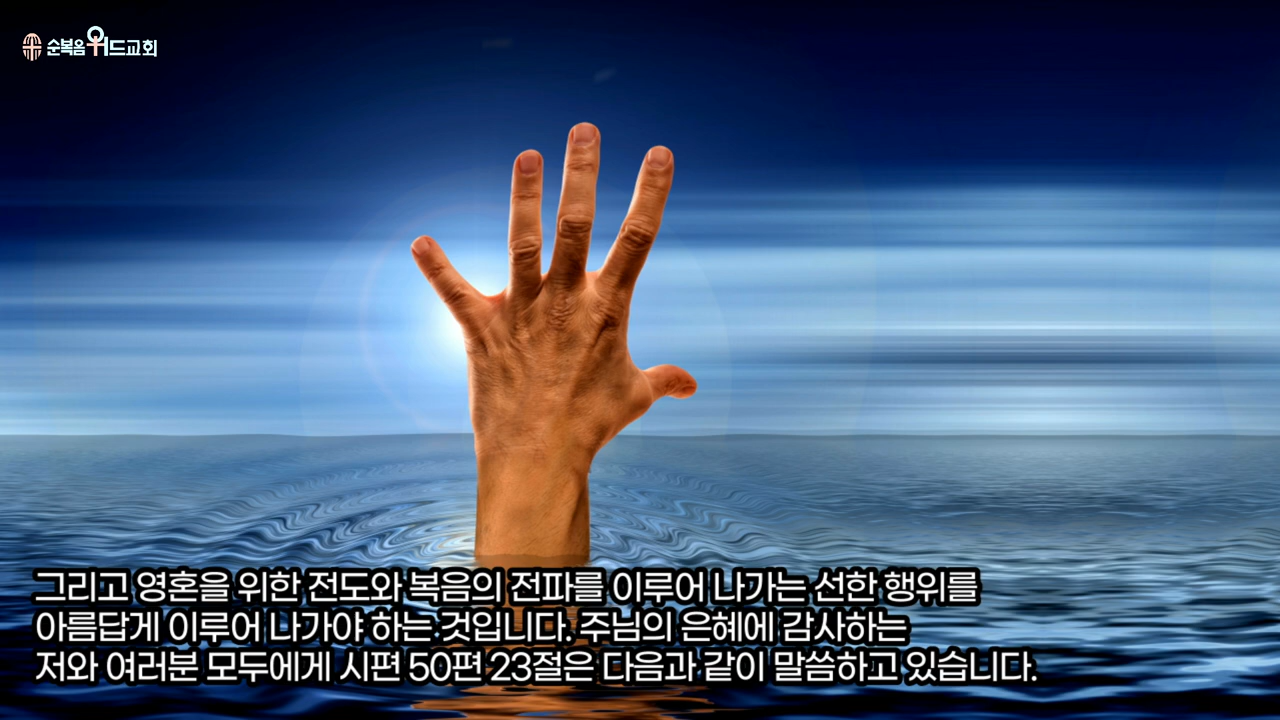 순복음위드교회
그리고 영혼을 위한 전도와 복음의 전파를 이루어 나가는 선한 행위를
아름답게 이루어 나가야 하는 것입니다. 주님의 은혜에 감사하는
저와 여러분 모두에게 시편 50편 23절은 다음과 같이 말씀하고 있습니다.